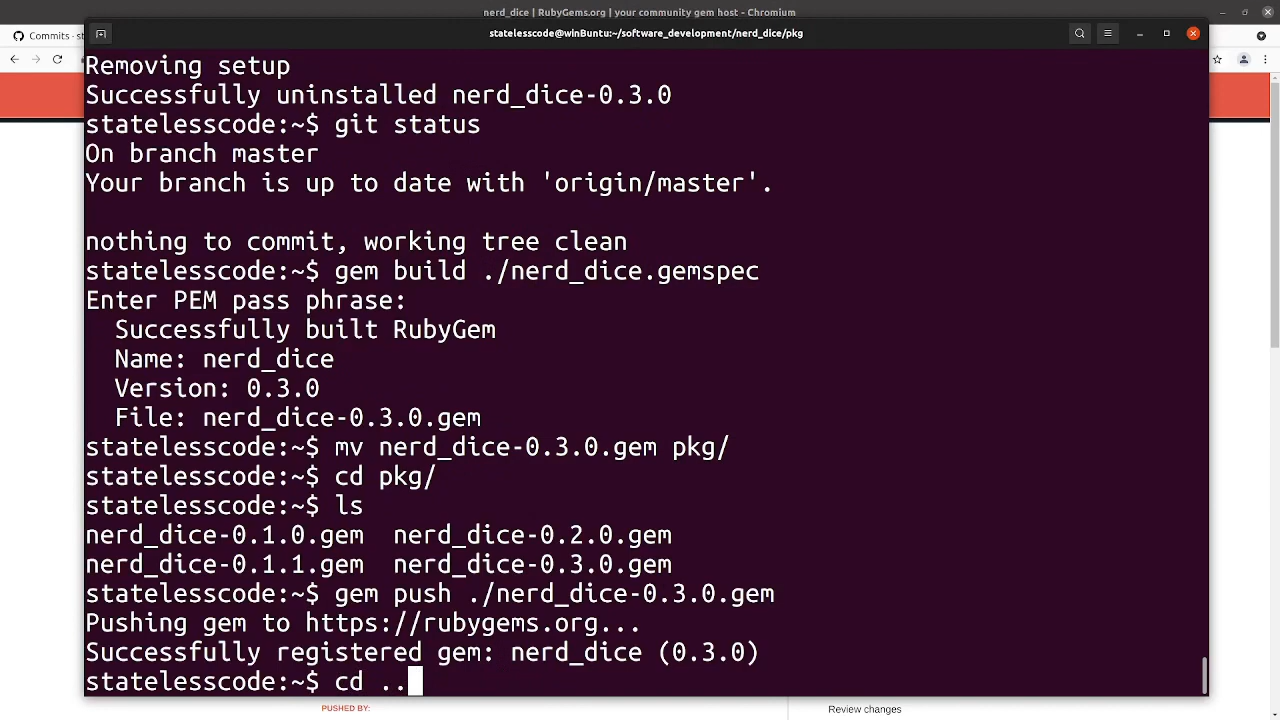 nerd_dice | RubyGems.org | your community gem host - Chromium
statelesscode@winBuntu:~/software_development/nerd_dice/pkg
Commits - st
Removing setup
Successfully uninstalled nerd_dice-0.3.0
statelesscode:~$ git status
On branch master
Your branch is up to date with 'origin/master'.
nothing to commit, working tree clean
statelesscode:~$ gem build ./nerd_dice.gemspec
Enter PEM pass phrase:
  Successfully built RubyGem
  Name: nerd_dice
  Version: 0.3.0
  File: nerd_dice-0.3.0.gem
statelesscode:~$ mv nerd_dice-0.3.0.gem pkg/
statelesscode:~$ cd pkg/
statelesscode:~$ ls
nerd_dice-0.1.0.gem  nerd_dice-0.2.0.gem
nerd_dice-0.1.1.gem  nerd_dice-0.3.0.gem
statelesscode:~$ gem push ./nerd_dice-0.3.0.gem
Pushing gem to https://rubygems.org...
Successfully registered gem: nerd_dice (0.3.0)
statelesscode:~$ cd ..
PUSHED BY:
Review changes